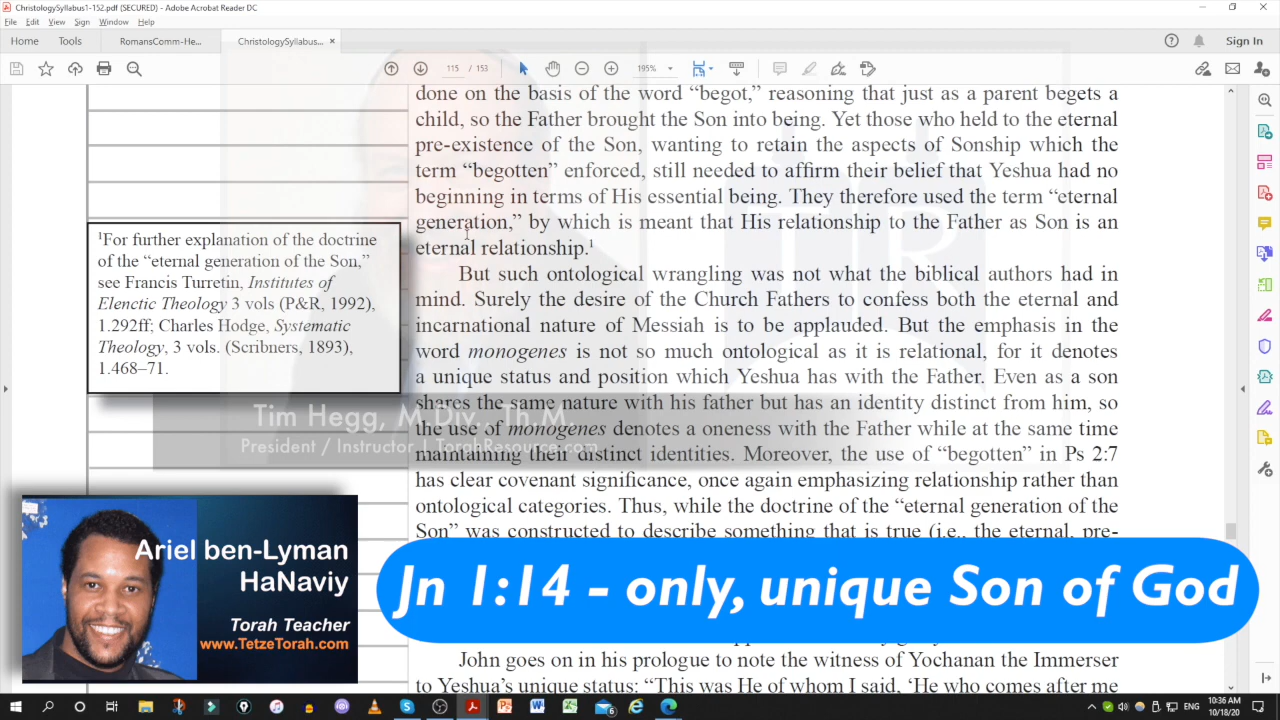 ChristologySyllabus1-152.pdf (SECURED) - Adobe Acrobat Reader DC
File Edit View Sign Window Help
Home Tools RomansComm-He... ChristologySyllabus... × Sign In
115 / 153 195%
done on the basis of the word “begot,” reasoning that just as a parent begets a
child, so the Father brought the Son into being. Yet those who held to the eternal
pre-existence of the Son, wanting to retain the aspects of Sonship which the
term “begotten” enforced, still needed to affirm their belief that Yeshua had no
beginning in terms of His essential being. They therefore used the term “eternal
generation,” by which is meant that His relationship to the Father as Son is an
eternal relationship.¹
But such ontological wrangling was not what the biblical authors had in
mind. Surely the desire of the Church Fathers to confess both the eternal and
incarnational nature of Messiah is to be applauded. But the emphasis in the
word monogenes is not so much ontological as it is relational, for it denotes
a unique status and position which Yeshua has with the Father. Even as a son
shares the same nature with his father but has an identity distinct from him, so
the use of monogenes denotes a oneness with the Father while at the same time
maintaining their distinct identities. Moreover, the use of “begotten” in Ps 2:7
has clear covenant significance, once again emphasizing relationship rather than
ontological categories. Thus, while the doctrine of the “eternal generation of the
Son” was constructed to describe something that is true (i.e., the eternal, pre-
John goes on in his prologue to note the witness of Yochanan the Immerser
to Yeshua’s unique status: “This was He of whom I said, ‘He who comes after me
¹For further explanation of the doctrine
of the “eternal generation of the Son,”
see Francis Turretin, Institutes of
Elenctic Theology 3 vols (P&R, 1992),
1.292ff; Charles Hodge, Systematic
Theology, 3 vols. (Scribners, 1893),
1.468–71.
Tim Hegg, M.Div., Th.M.
President / Instructor | TorahResource.com
TR
Ariel ben-Lyman
HaNaviy
Torah Teacher
www.TetzeTorah.com
Jn 1:14 - only, unique Son of God
10:36 AM
10/18/20